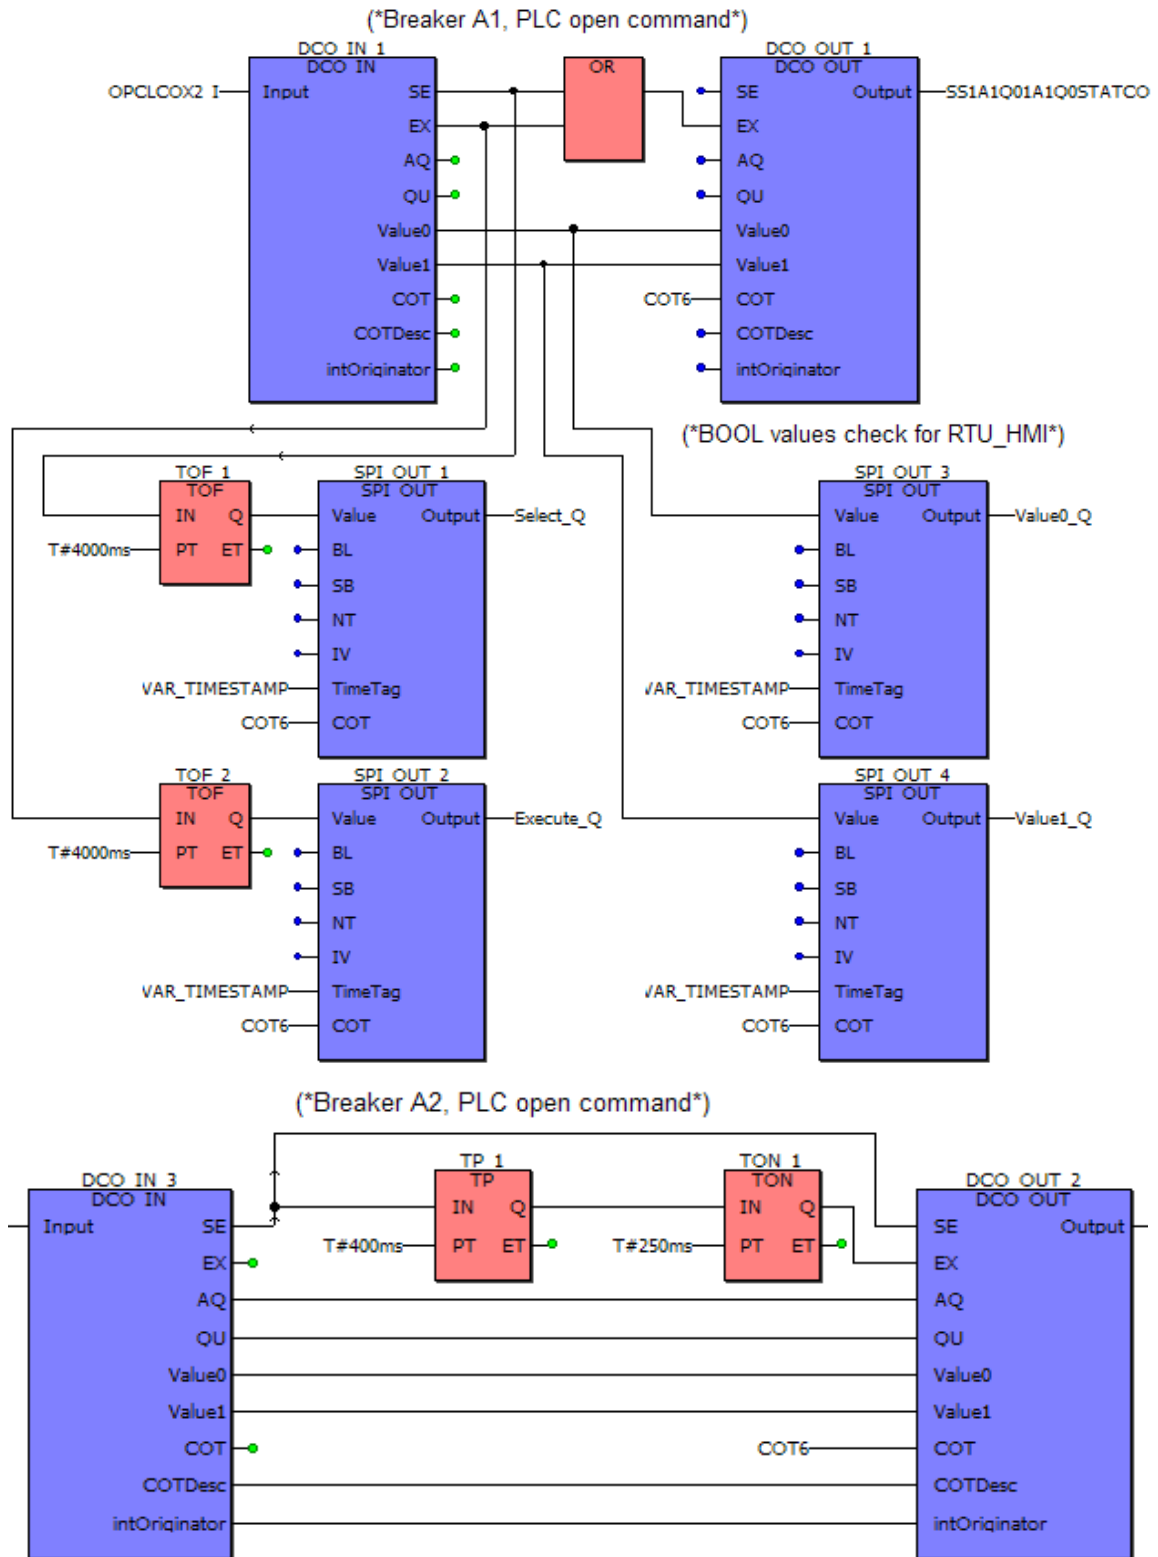 (*Breaker A1, PLC open command*)
DCO_IN_1 DCO_OUT_1
DCO_IN OR DCO_OUT
OPCLCOX2_I Input SE SE Output SS1A1Q01A1Q0STATCO
EX EX
AQ AQ
QU QU
Value0 Value0
Value1 Value1
COT COT6 COT
COTDesc COTDesc
intOriginator intOriginator
(*BOOL values check for RTU_HMI*)
TOF_1 SPI_OUT_1 SPI_OUT_3
TOF SPI_OUT SPI_OUT
IN Q Value Output Select_Q Value Output Value0_Q
T#4000ms PT ET BL BL
SB SB
NT NT
IV IV
VAR_TIMESTAMP TimeTag VAR_TIMESTAMP TimeTag
COT6 COT COT6 COT
TOF_2 SPI_OUT_2 SPI_OUT_4
TOF SPI_OUT SPI_OUT
IN Q Value Output Execute_Q Value Output Value1_Q
T#4000ms PT ET BL BL
SB SB
NT NT
IV IV
VAR_TIMESTAMP TimeTag VAR_TIMESTAMP TimeTag
COT6 COT COT6 COT
(*Breaker A2, PLC open command*)
DCO_IN_3 TP_1 TON_1 DCO_OUT_2
DCO_IN TP TON DCO_OUT
Input SE IN Q IN Q SE Output
EX T#400ms PT ET T#250ms PT ET EX
AQ AQ
QU QU
Value0 Value0
Value1 Value1
COT COT6 COT
COTDesc COTDesc
intOriginator intOriginator